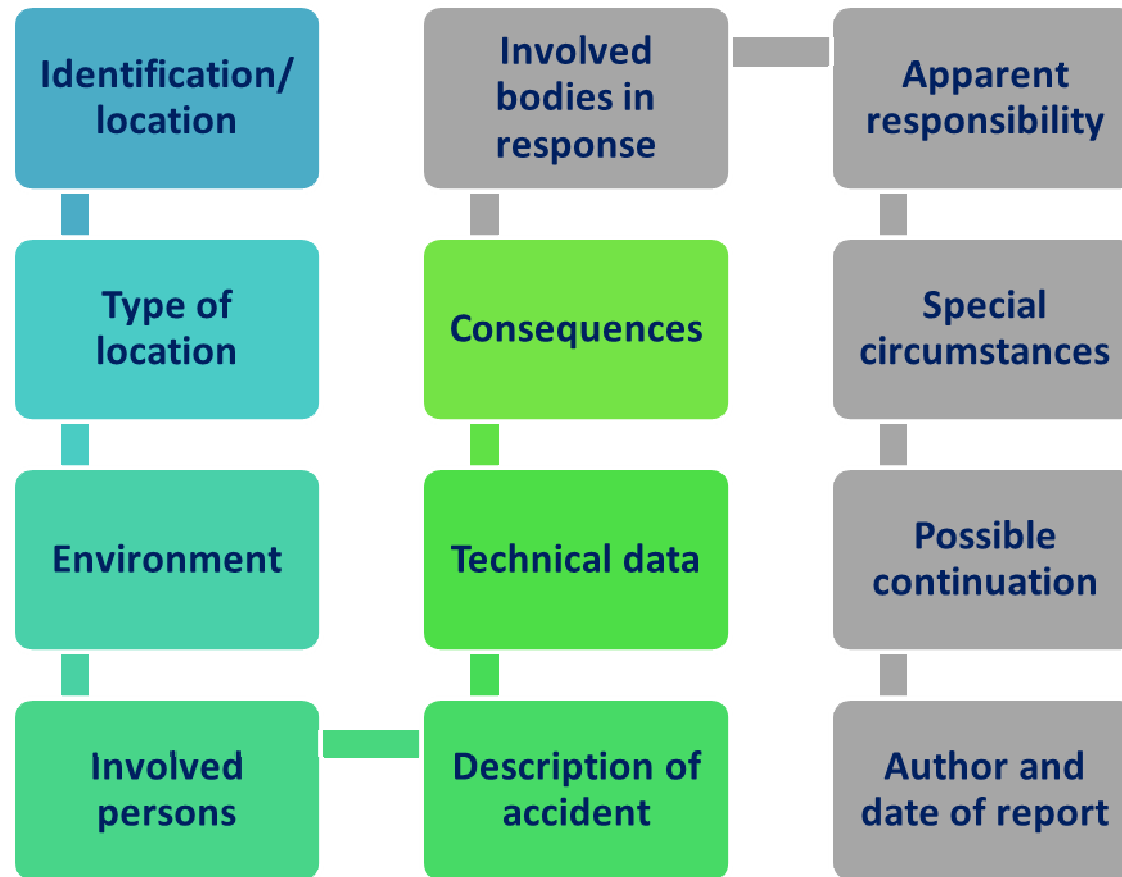 Identification/
location
Type of
location
Environment
Involved
persons
Description of
accident
Technical data
Consequences
Involved
bodies in
response
Apparent
responsibility
Special
circumstances
Possible
continuation
Author and
date of report